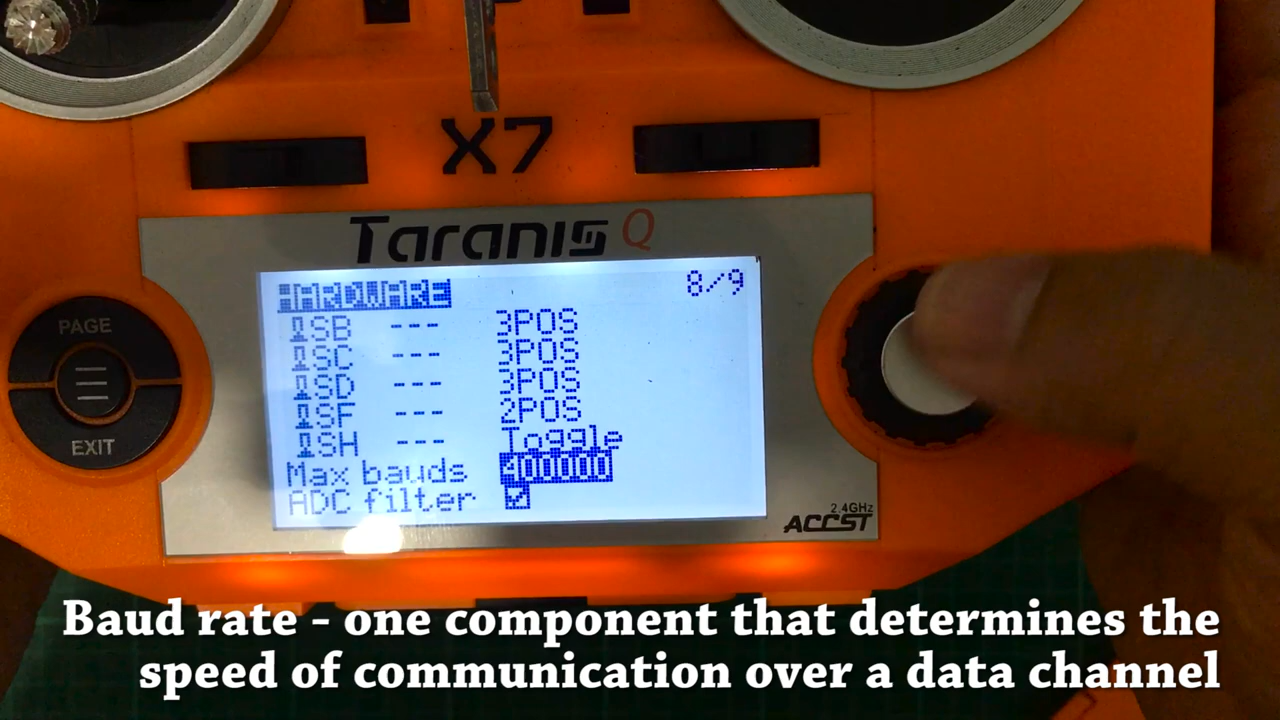 X7
Taranis Q
HARDWARE 8/9
SB --- 3POS
SC --- 3POS
SD --- 3POS
SF --- 2POS
SH --- Toggle
Max bauds 400000
ADC filter
PAGE
EXIT
2.4GHz
ACCST
Baud rate - one component that determines the
speed of communication over a data channel